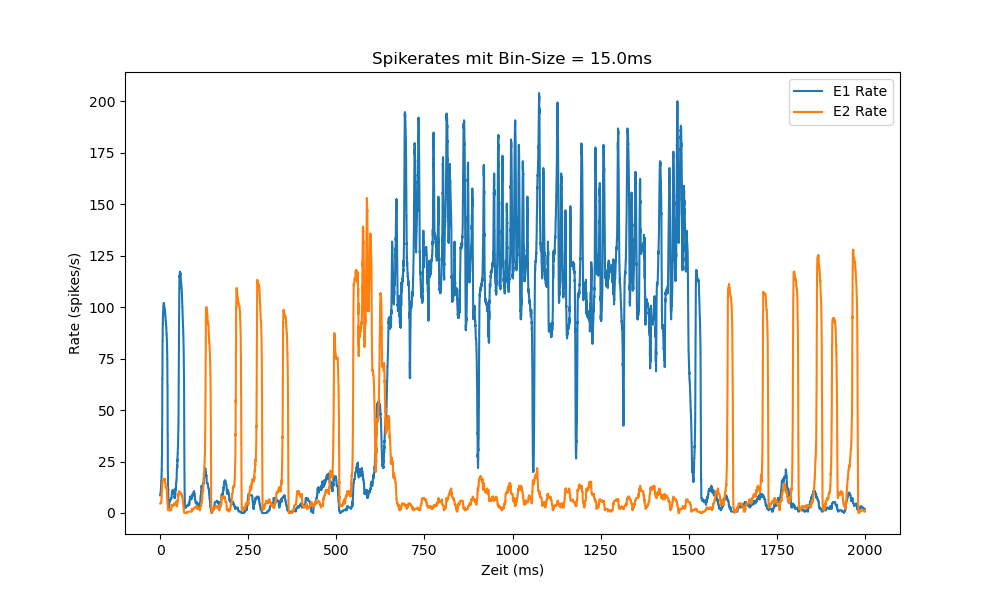 Spikerates mit Bin-Size = 15.0ms
E1 Rate
E2 Rate
200
175
150
125
100
75
50
25
0
Rate (spikes/s)
0 250 500 750 1000 1250 1500 1750 2000
Zeit (ms)